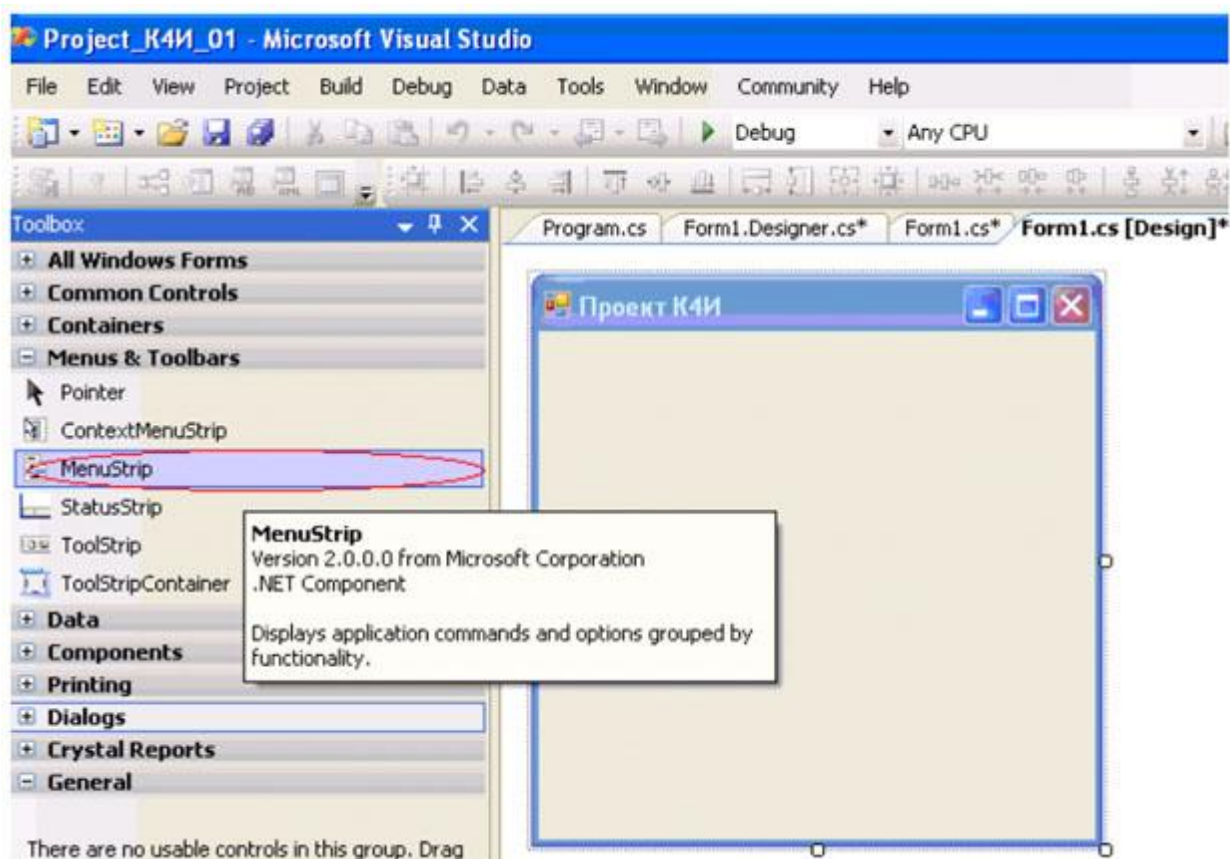 Project_К4И_01 - Microsoft Visual Studio
File Edit View Project Build Debug Data Tools Window Community Help
Debug Any CPU
Toolbox
Program.cs Form1.Designer.cs* Form1.cs* Form1.cs [Design]*
All Windows Forms
Common Controls
Containers
Menus & Toolbars
Pointer
ContextMenuStrip
MenuStrip
StatusStrip
ToolStrip
ToolStripContainer
Data
Components
Printing
Dialogs
Crystal Reports
General
There are no usable controls in this group. Drag
Проект К4И
MenuStrip
Version 2.0.0.0 from Microsoft Corporation
.NET Component
Displays application commands and options grouped by
functionality.